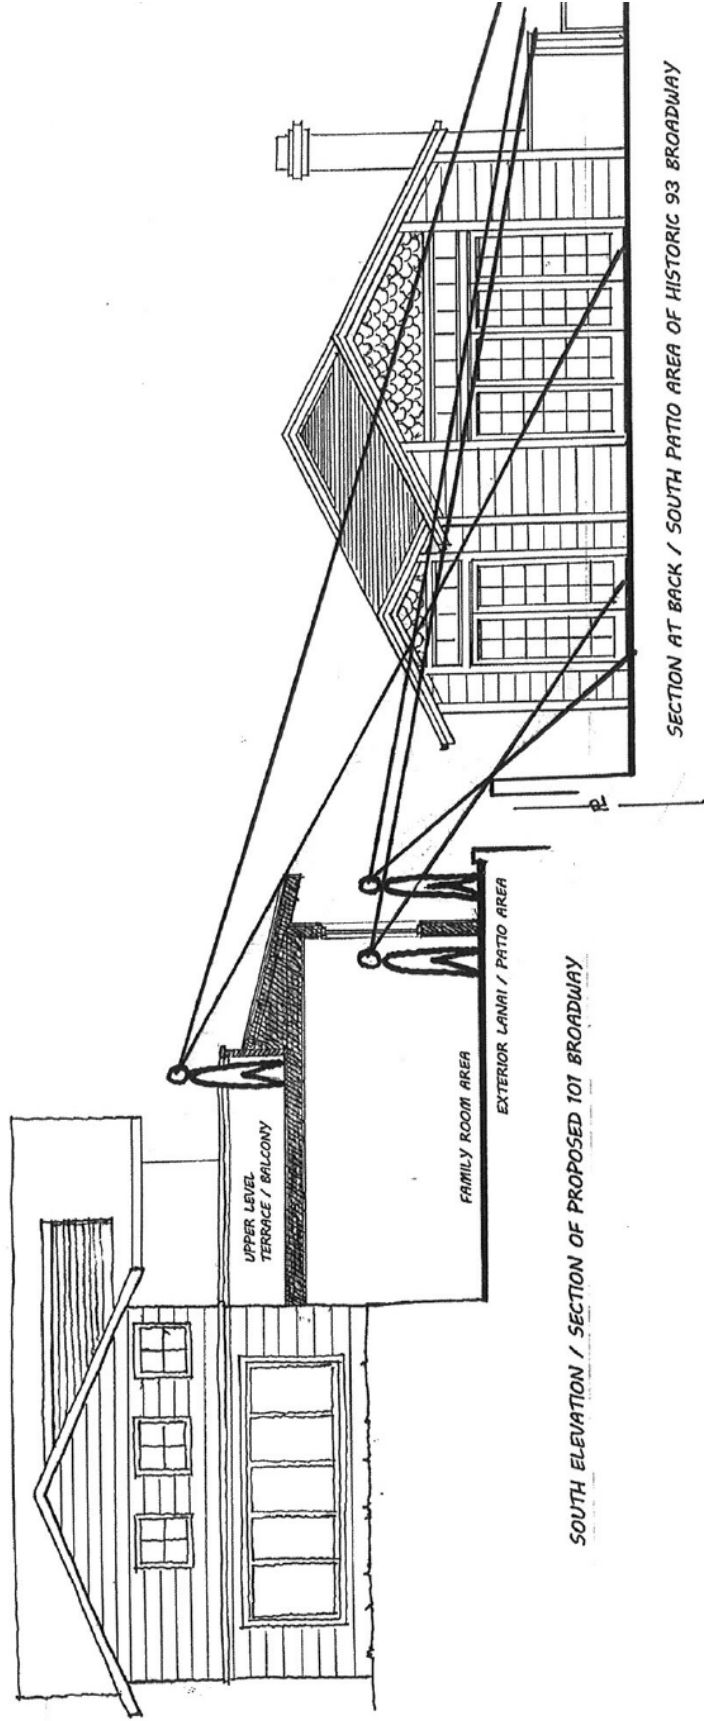 UPPER LEVEL
TERRACE / BALCONY
FAMILY ROOM AREA
EXTERIOR LANAI / PATIO AREA
SOUTH ELEVATION / SECTION OF PROPOSED 101 BROADWAY
PL
SECTION AT BACK / SOUTH PATIO AREA OF HISTORIC 93 BROADWAY